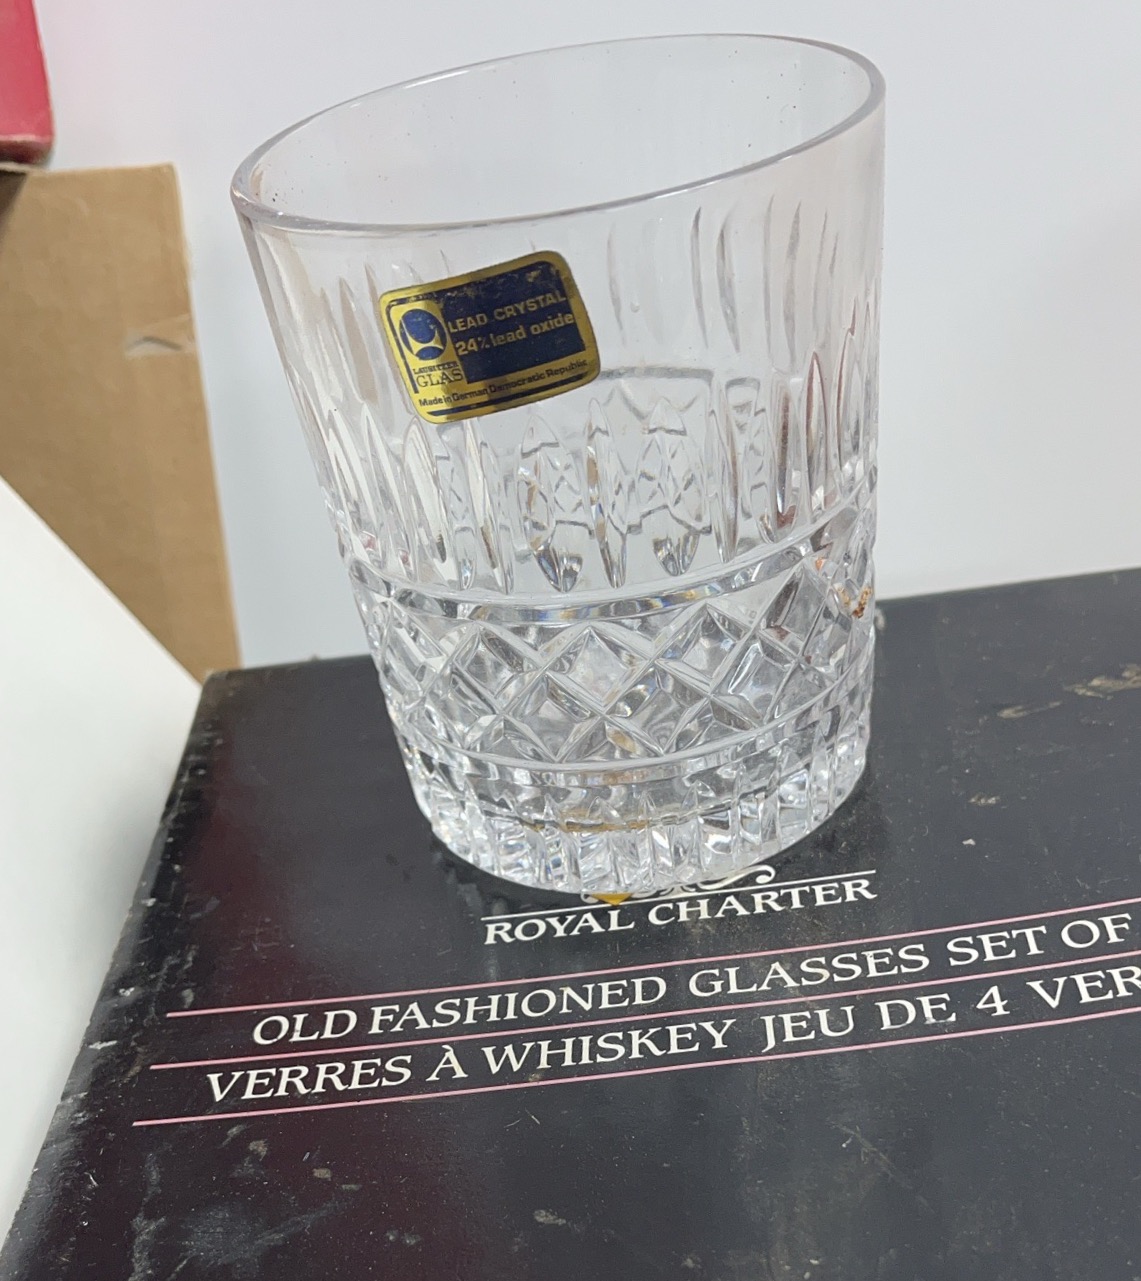 LEAD CRYSTAL
24% lead oxide
LAUSITZER
GLAS
Made in German Democratic Republic
ROYAL CHARTER
OLD FASHIONED GLASSES SET OF
VERRES À WHISKEY JEU DE 4 VER